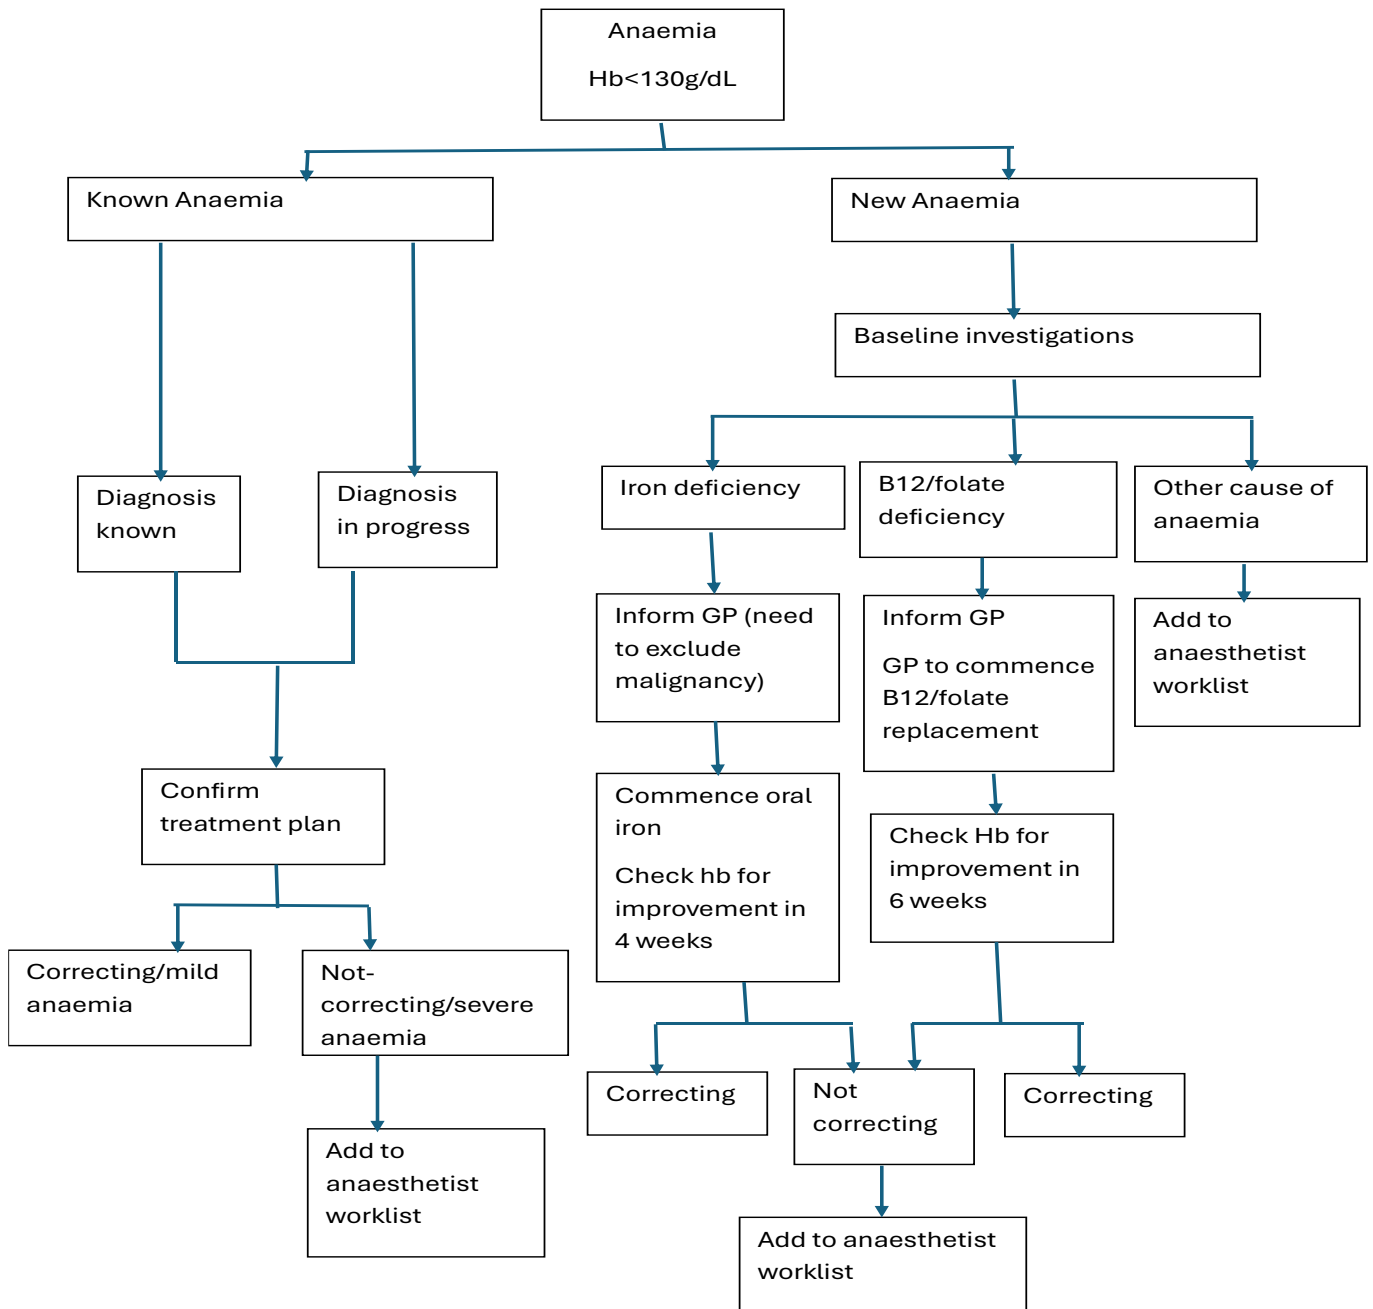 Anaemia
Hb<130g/dL
Known Anaemia
New Anaemia
Baseline investigations
Diagnosis
known
Diagnosis
in progress
Iron deficiency
B12/folate
deficiency
Other cause of
anaemia
Inform GP (need
to exclude
malignancy)
Inform GP
GP to commence
B12/folate
replacement
Add to
anaesthetist
worklist
Confirm
treatment plan
Commence oral
iron
Check hb for
improvement in
4 weeks
Check Hb for
improvement in
6 weeks
Correcting/mild
anaemia
Not-
correcting/severe
anaemia
Correcting
Not
correcting
Correcting
Add to
anaesthetist
worklist
Add to anaesthetist
worklist